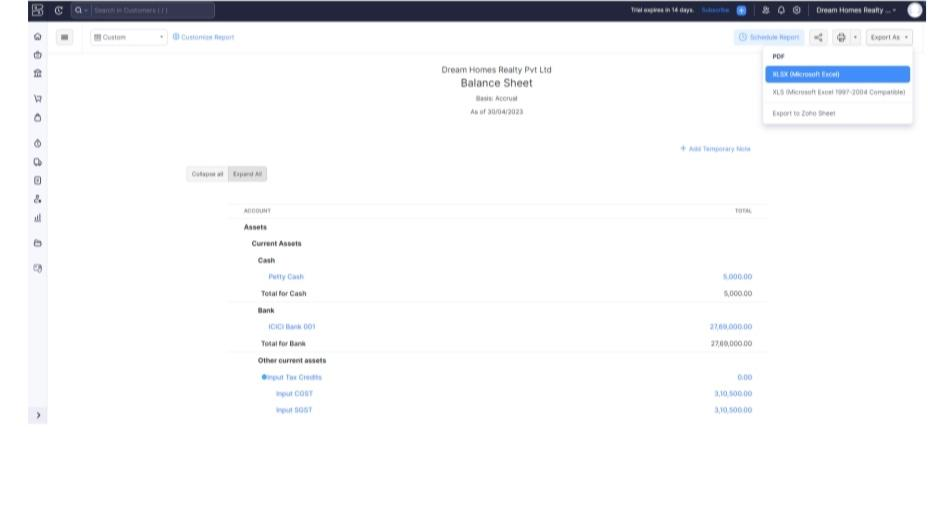 Search in Customers ( / )
Trial expires in 14 days. Subscribe
Dream Homes Realty ...
Custom
Customize Report
Schedule Report
Export As
PDF
XLSX (Microsoft Excel)
XLS (Microsoft Excel 1997-2004 Compatible)
Export to Zoho Sheet
Dream Homes Realty Pvt Ltd
Balance Sheet
Basis: Accrual
As of 30/04/2023
+ Add Temporary Note
Collapse all Expand All
ACCOUNT TOTAL
Assets
Current Assets
Cash
Petty Cash 5,000.00
Total for Cash 5,000.00
Bank
ICICI Bank 001 27,69,000.00
Total for Bank 27,69,000.00
Other current assets
Input Tax Credits 0.00
Input CGST 3,10,500.00
Input SGST 3,10,500.00